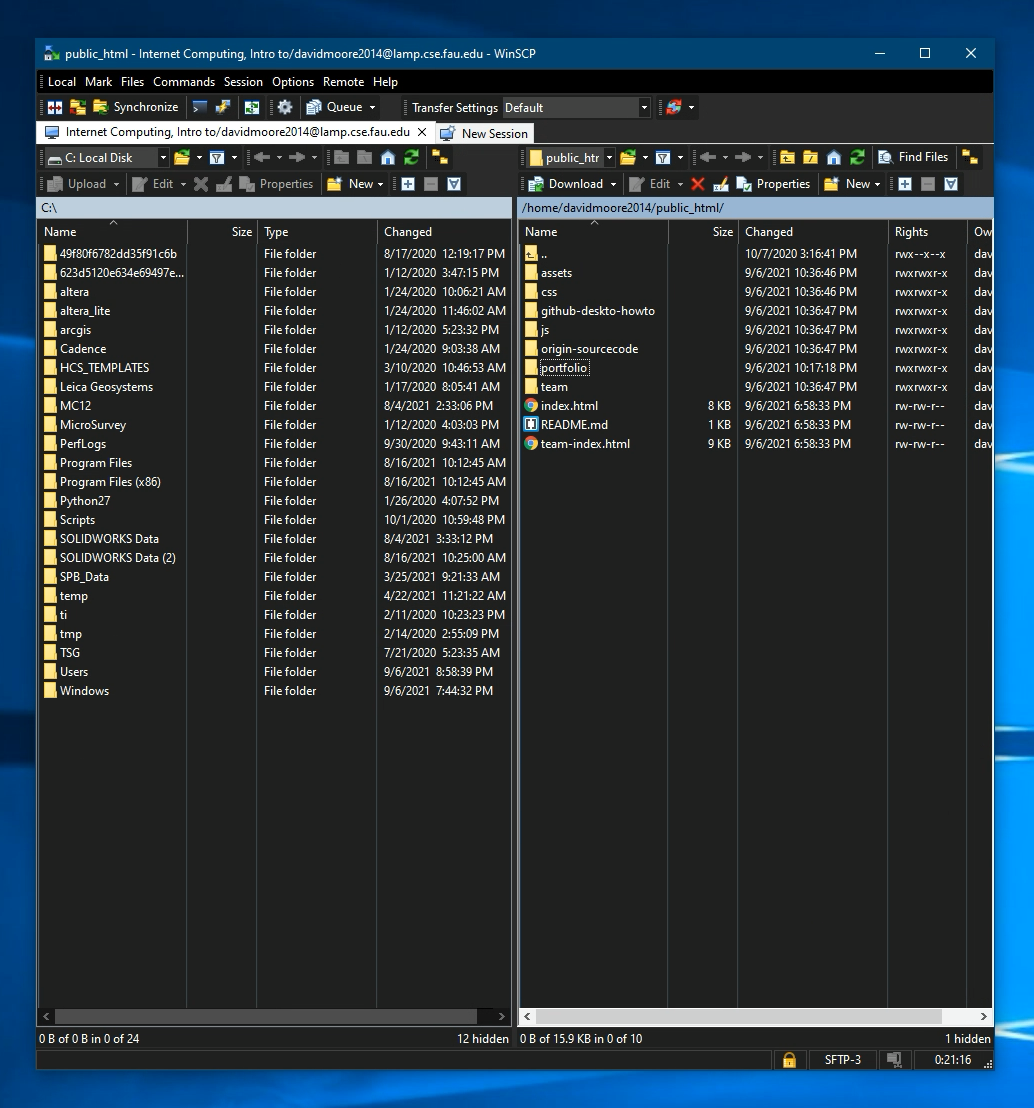 public_html - Internet Computing, Intro to/davidmoore2014@lamp.cse.fau.edu - WinSCP
Local Mark Files Commands Session Options Remote Help
Synchronize Queue Transfer Settings Default
Internet Computing, Intro to/davidmoore2014@lamp.cse.fau.edu New Session
C: Local Disk public_htr Find Files
Upload Edit Properties New Download Edit Properties New
C:\ /home/davidmoore2014/public_html/
Name Size Type Changed Name Size Changed Rights Ow
49f80f6782dd35f91c6b File folder 8/17/2020 12:19:17 PM .. 10/7/2020 3:16:41 PM rwx--x--x dav
623d5120e634e69497e... File folder 1/12/2020 3:47:15 PM assets 9/6/2021 10:36:46 PM rwxrwxr-x dav
altera File folder 1/24/2020 10:06:21 AM css 9/6/2021 10:36:46 PM rwxrwxr-x dav
altera_lite File folder 1/24/2020 11:46:02 AM github-deskto-howto 9/6/2021 10:36:47 PM rwxrwxr-x dav
arcgis File folder 1/12/2020 5:23:32 PM js 9/6/2021 10:36:47 PM rwxrwxr-x dav
Cadence File folder 1/24/2020 9:03:38 AM origin-sourcecode 9/6/2021 10:36:47 PM rwxrwxr-x dav
HCS_TEMPLATES File folder 3/10/2020 10:46:53 AM portfolio 9/6/2021 10:17:18 PM rwxrwxr-x dav
Leica Geosystems File folder 1/17/2020 8:05:41 AM team 9/6/2021 10:36:47 PM rwxrwxr-x dav
MC12 File folder 8/4/2021 2:33:06 PM index.html 8 KB 9/6/2021 6:58:33 PM rw-rw-r-- dav
MicroSurvey File folder 1/12/2020 4:03:03 PM README.md 1 KB 9/6/2021 6:58:33 PM rw-rw-r-- dav
PerfLogs File folder 9/30/2020 9:43:11 AM team-index.html 9 KB 9/6/2021 6:58:33 PM rw-rw-r-- dav
Program Files File folder 8/16/2021 10:12:45 AM
Program Files (x86) File folder 8/16/2021 10:12:45 AM
Python27 File folder 1/26/2020 4:07:52 PM
Scripts File folder 10/1/2020 10:59:48 PM
SOLIDWORKS Data File folder 8/4/2021 3:33:12 PM
SOLIDWORKS Data (2) File folder 8/16/2021 10:25:00 AM
SPB_Data File folder 3/25/2021 9:21:33 AM
temp File folder 4/22/2021 11:21:22 AM
ti File folder 2/11/2020 10:23:23 PM
tmp File folder 2/14/2020 2:55:09 PM
TSG File folder 7/21/2020 5:23:35 AM
Users File folder 9/6/2021 8:58:39 PM
Windows File folder 9/6/2021 7:44:32 PM
0 B of 0 B in 0 of 24 12 hidden 0 B of 15.9 KB in 0 of 10 1 hidden
SFTP-3 0:21:16